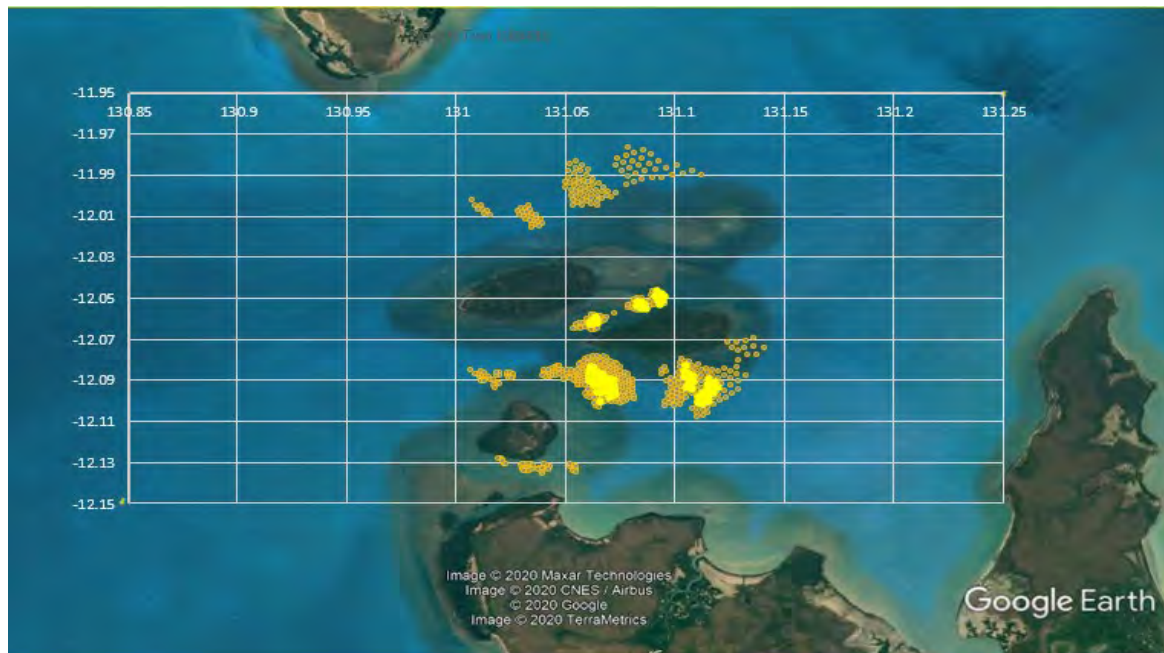 Tiwi Islands
-11.95
130.85 130.9 130.95 131 131.05 131.1 131.15 131.2 131.25
-11.97
-11.99
-12.01
-12.03
-12.05
-12.07
-12.09
-12.11
-12.13
-12.15
Image © 2020 Maxar Technologies
Image © 2020 CNES / Airbus
© 2020 Google
Image © 2020 TerraMetrics
Google Earth